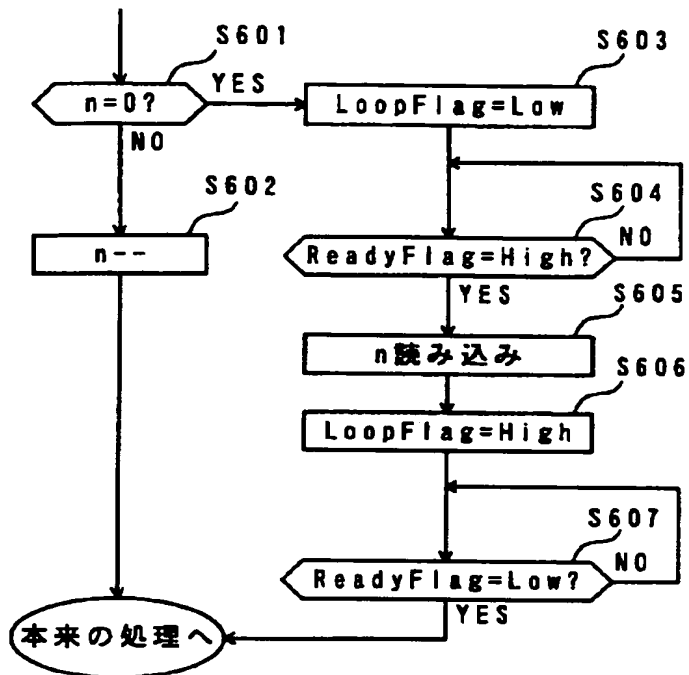 S601
n=0?
YES
NO
S602
n--
S603
LoopFlag=Low
S604
ReadyFlag=High?
NO
YES
S605
n読み込み
S606
LoopFlag=High
S607
ReadyFlag=Low?
NO
YES
本来の処理へ